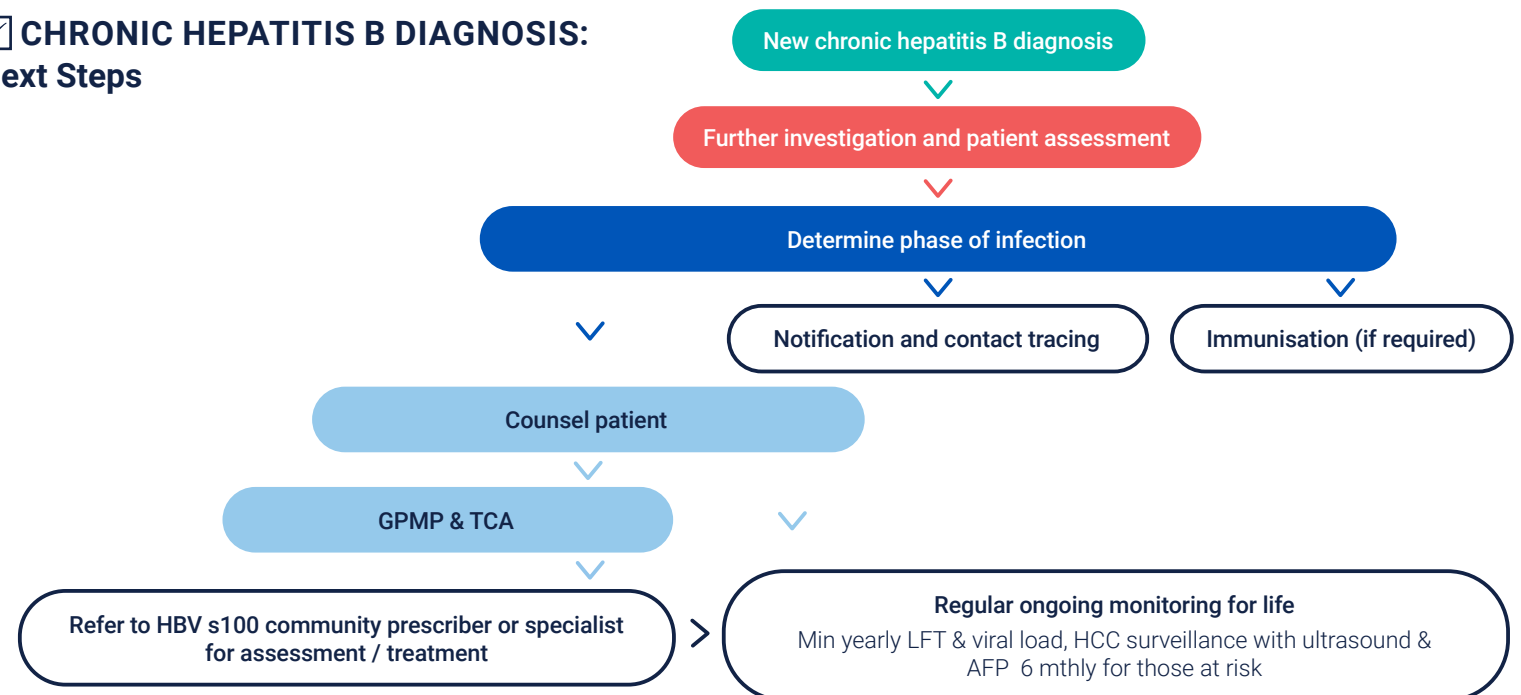 CHRONIC HEPATITIS B DIAGNOSIS:
ext Steps
New chronic hepatitis B diagnosis
Further investigation and patient assessment
Determine phase of infection
Notification and contact tracing
Immunisation (if required)
Counsel patient
GPMP & TCA
Refer to HBV s100 community prescriber or specialist
for assessment / treatment
Regular ongoing monitoring for life
Min yearly LFT & viral load, HCC surveillance with ultrasound &
AFP 6 mthly for those at risk